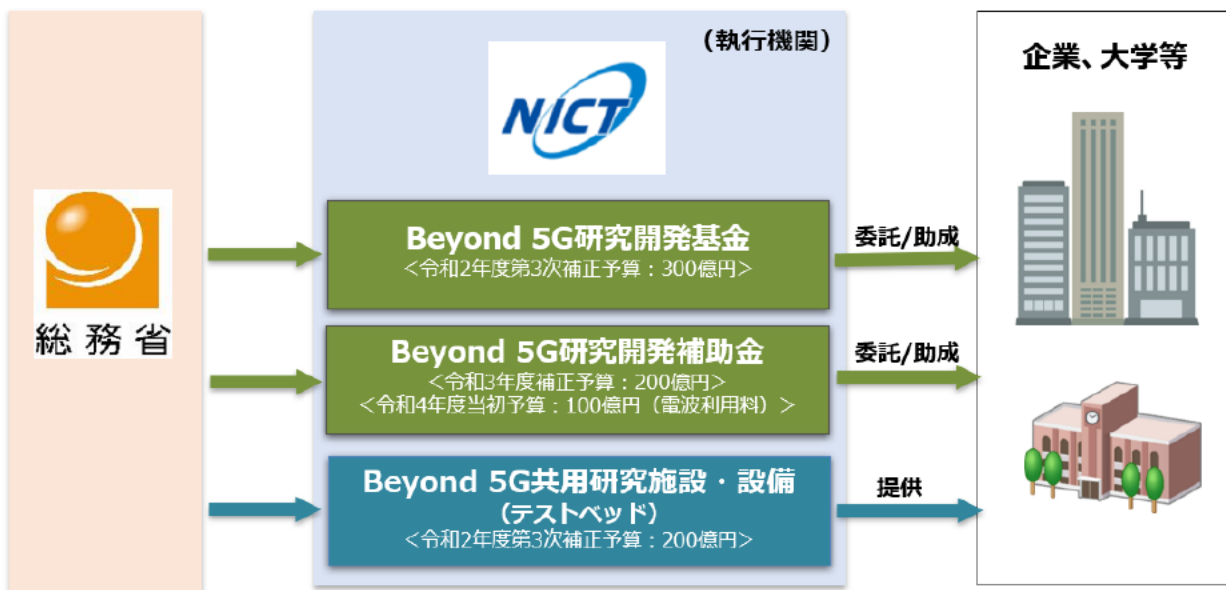 総務省
(執行機関)
NICT
Beyond 5G研究開発基金
<令和2年度第3次補正予算:300億円>
Beyond 5G研究開発補助金
<令和3年度補正予算:200億円>
<令和4年度当初予算:100億円(電波利用料)>
Beyond 5G共用研究施設・設備
(テストベッド)
<令和2年度第3次補正予算:200億円>
委託/助成
委託/助成
提供
企業、大学等